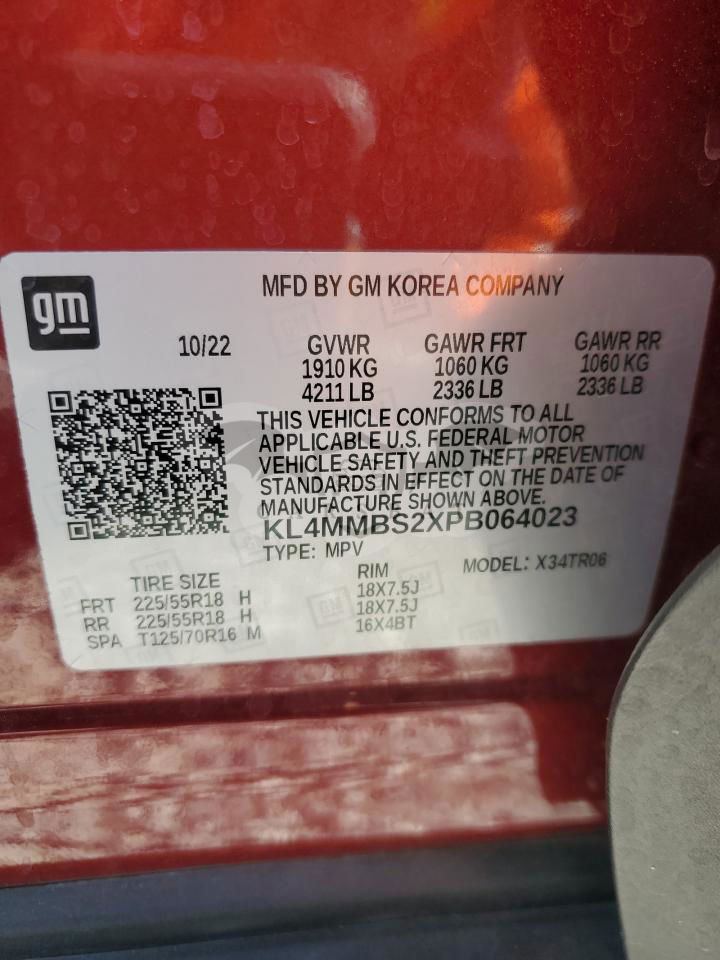 gm
MFD BY GM KOREA COMPANY
10/22 GVWR GAWR FRT GAWR RR
1910 KG 1060 KG 1060 KG
4211 LB 2336 LB 2336 LB
THIS VEHICLE CONFORMS TO ALL
APPLICABLE U.S. FEDERAL MOTOR
VEHICLE SAFETY AND THEFT PREVENTION
STANDARDS IN EFFECT ON THE DATE OF
MANUFACTURE SHOWN ABOVE.
KL4MMBS2XPB064023
TYPE: MPV MODEL: X34TR06
TIRE SIZE RIM
FRT 225/55R18 H 18X7.5J
RR 225/55R18 H 18X7.5J
SPA T125/70R16 M 16X4BT